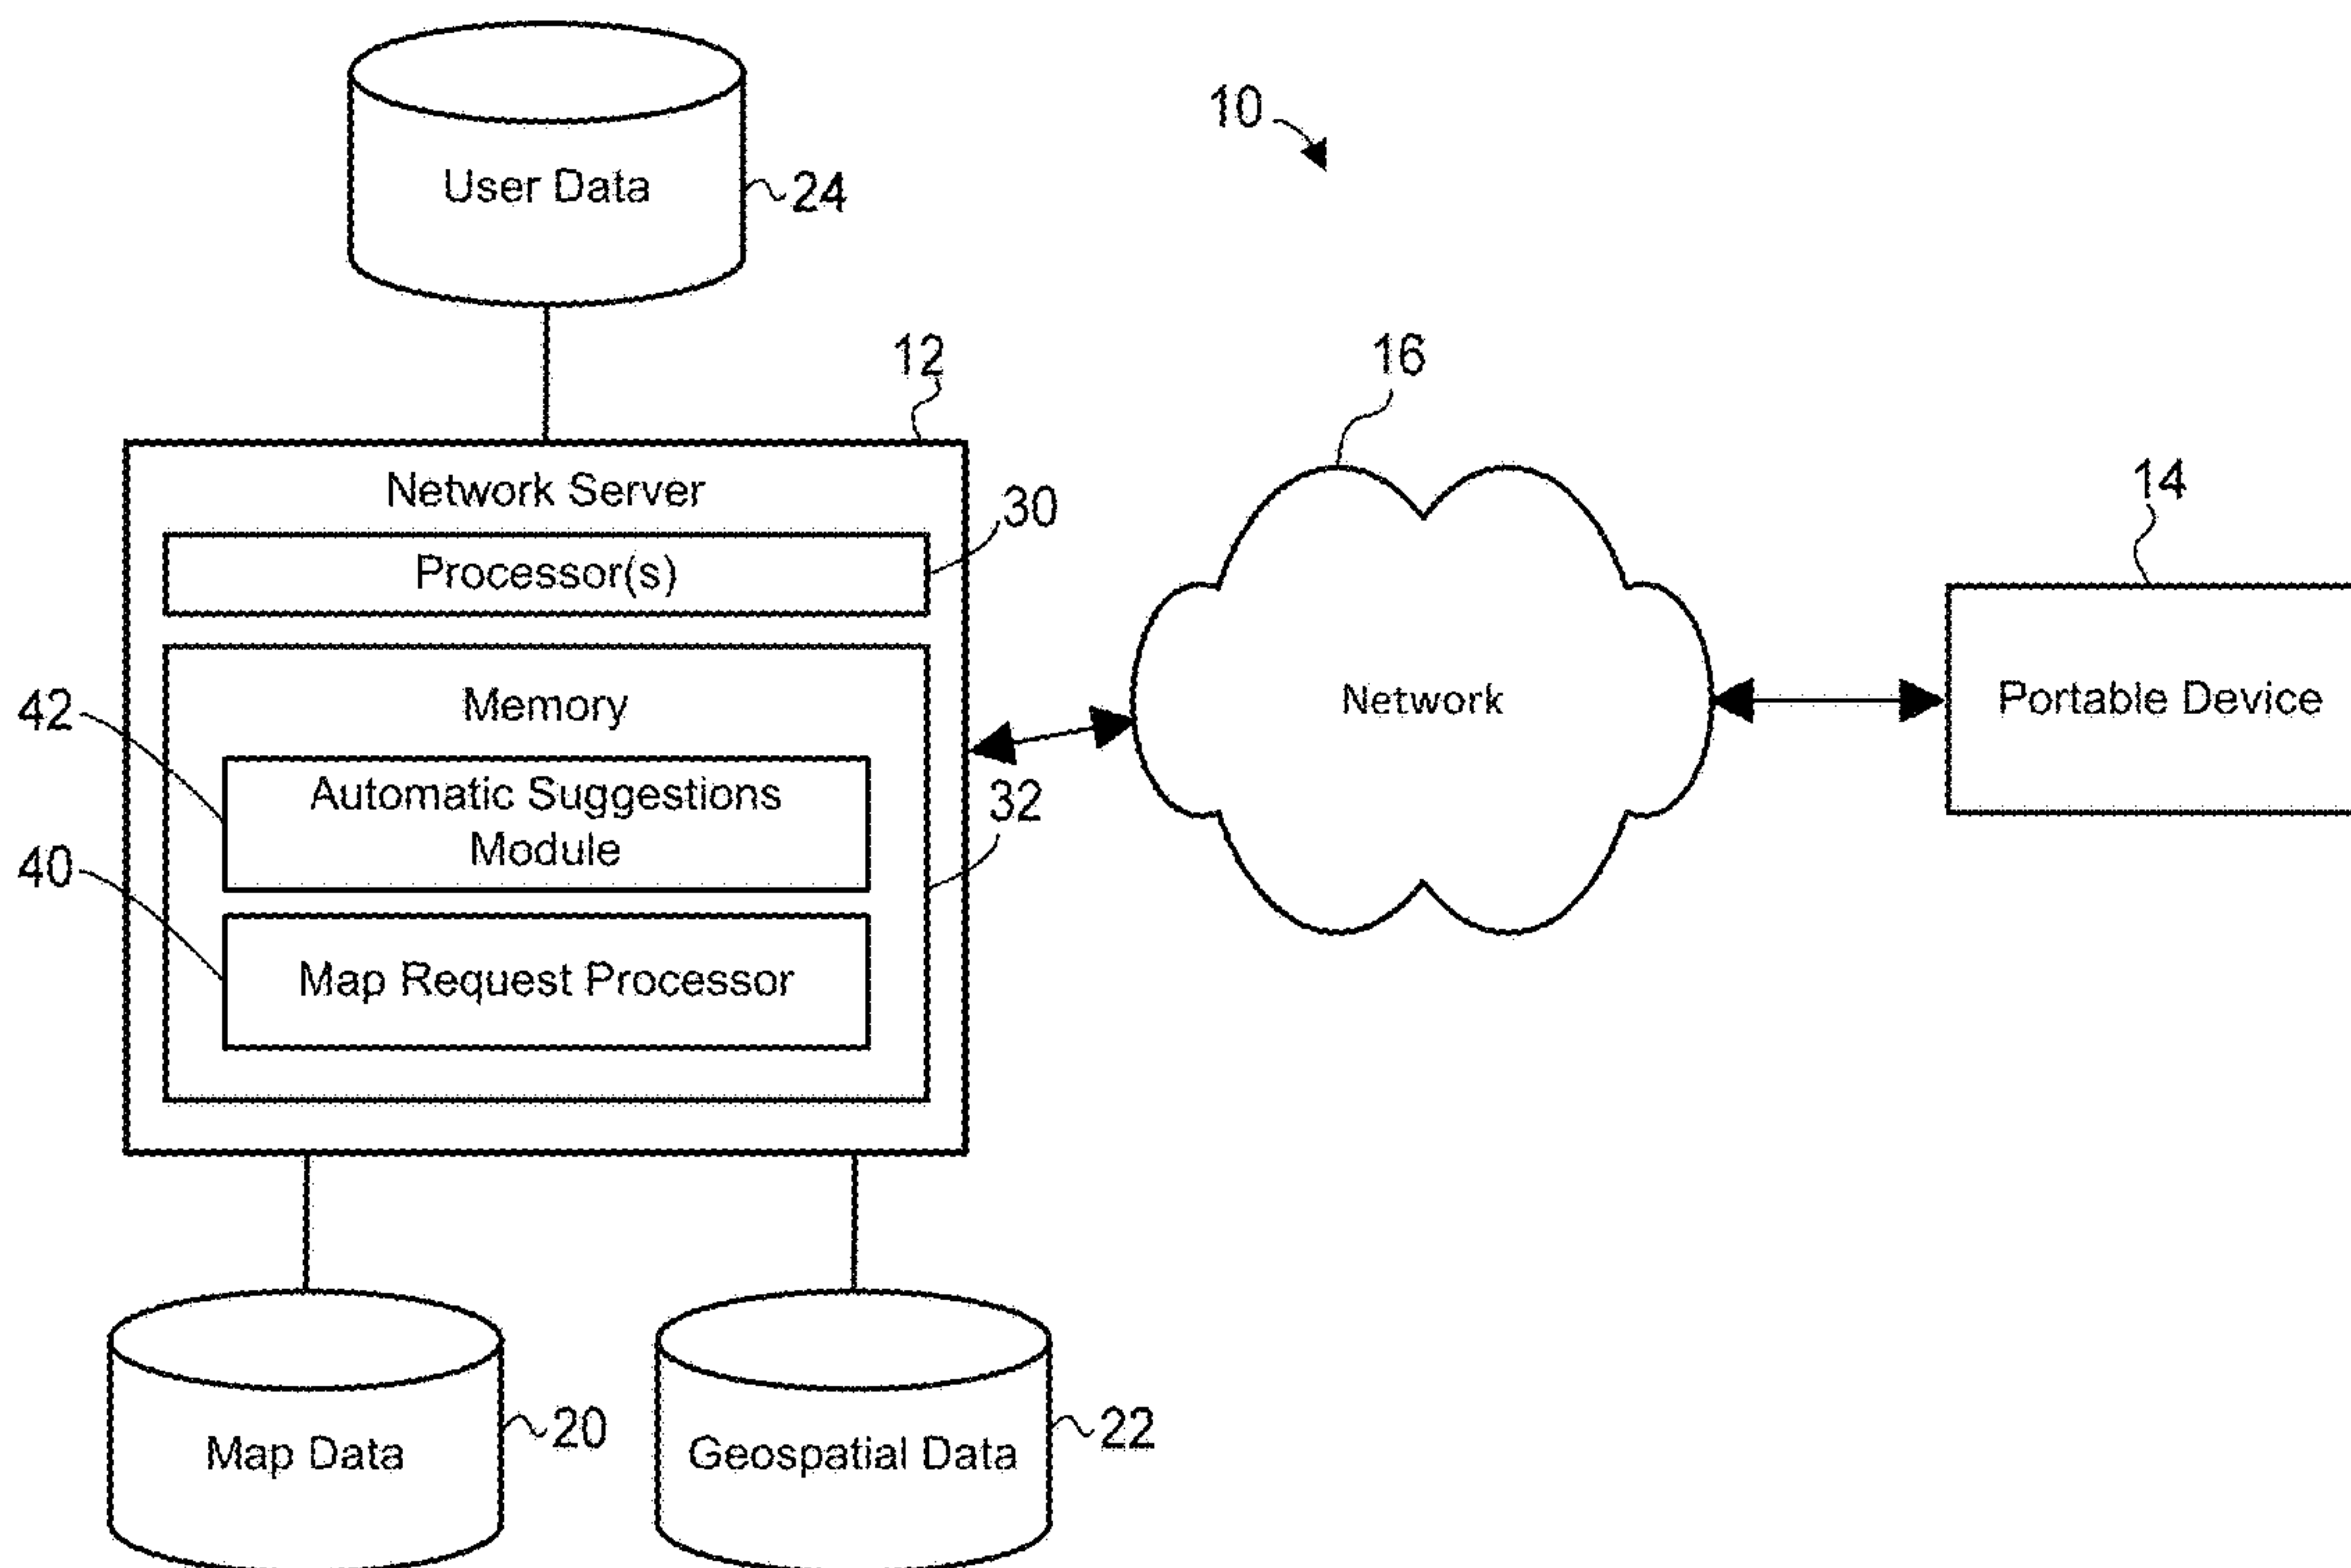 10
User Data
24
12
16
Network Server
30
14
Processor(s)
Memory
42
Network
Portable Device
Automatic Suggestions
Module
32
40
Map Request Processor
Map Data
20
Geospatial Data
22